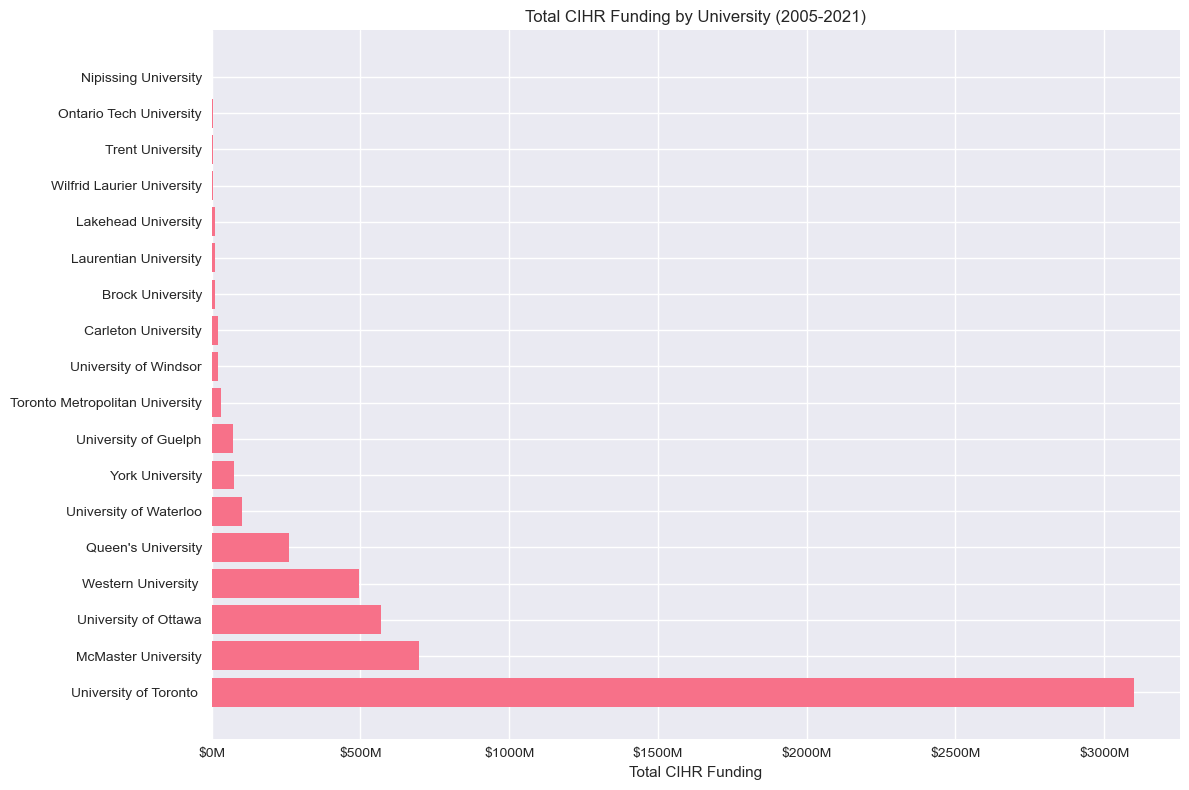 Total CIHR Funding by University (2005-2021)
Nipissing University
Ontario Tech University
Trent University
Wilfrid Laurier University
Lakehead University
Laurentian University
Brock University
Carleton University
University of Windsor
Toronto Metropolitan University
University of Guelph
York University
University of Waterloo
Queen's University
Western University
University of Ottawa
McMaster University
University of Toronto
$0M $500M $1000M $1500M $2000M $2500M $3000M
Total CIHR Funding